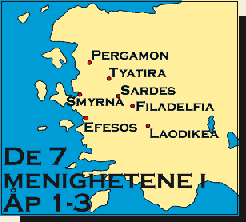 PERGAMON
TYATIRA
SARDES
SMYRNA
FILADELFIA
EFESOS
LAODIKEA
DE 7
MENIGHETENE I
ÅP 1-3